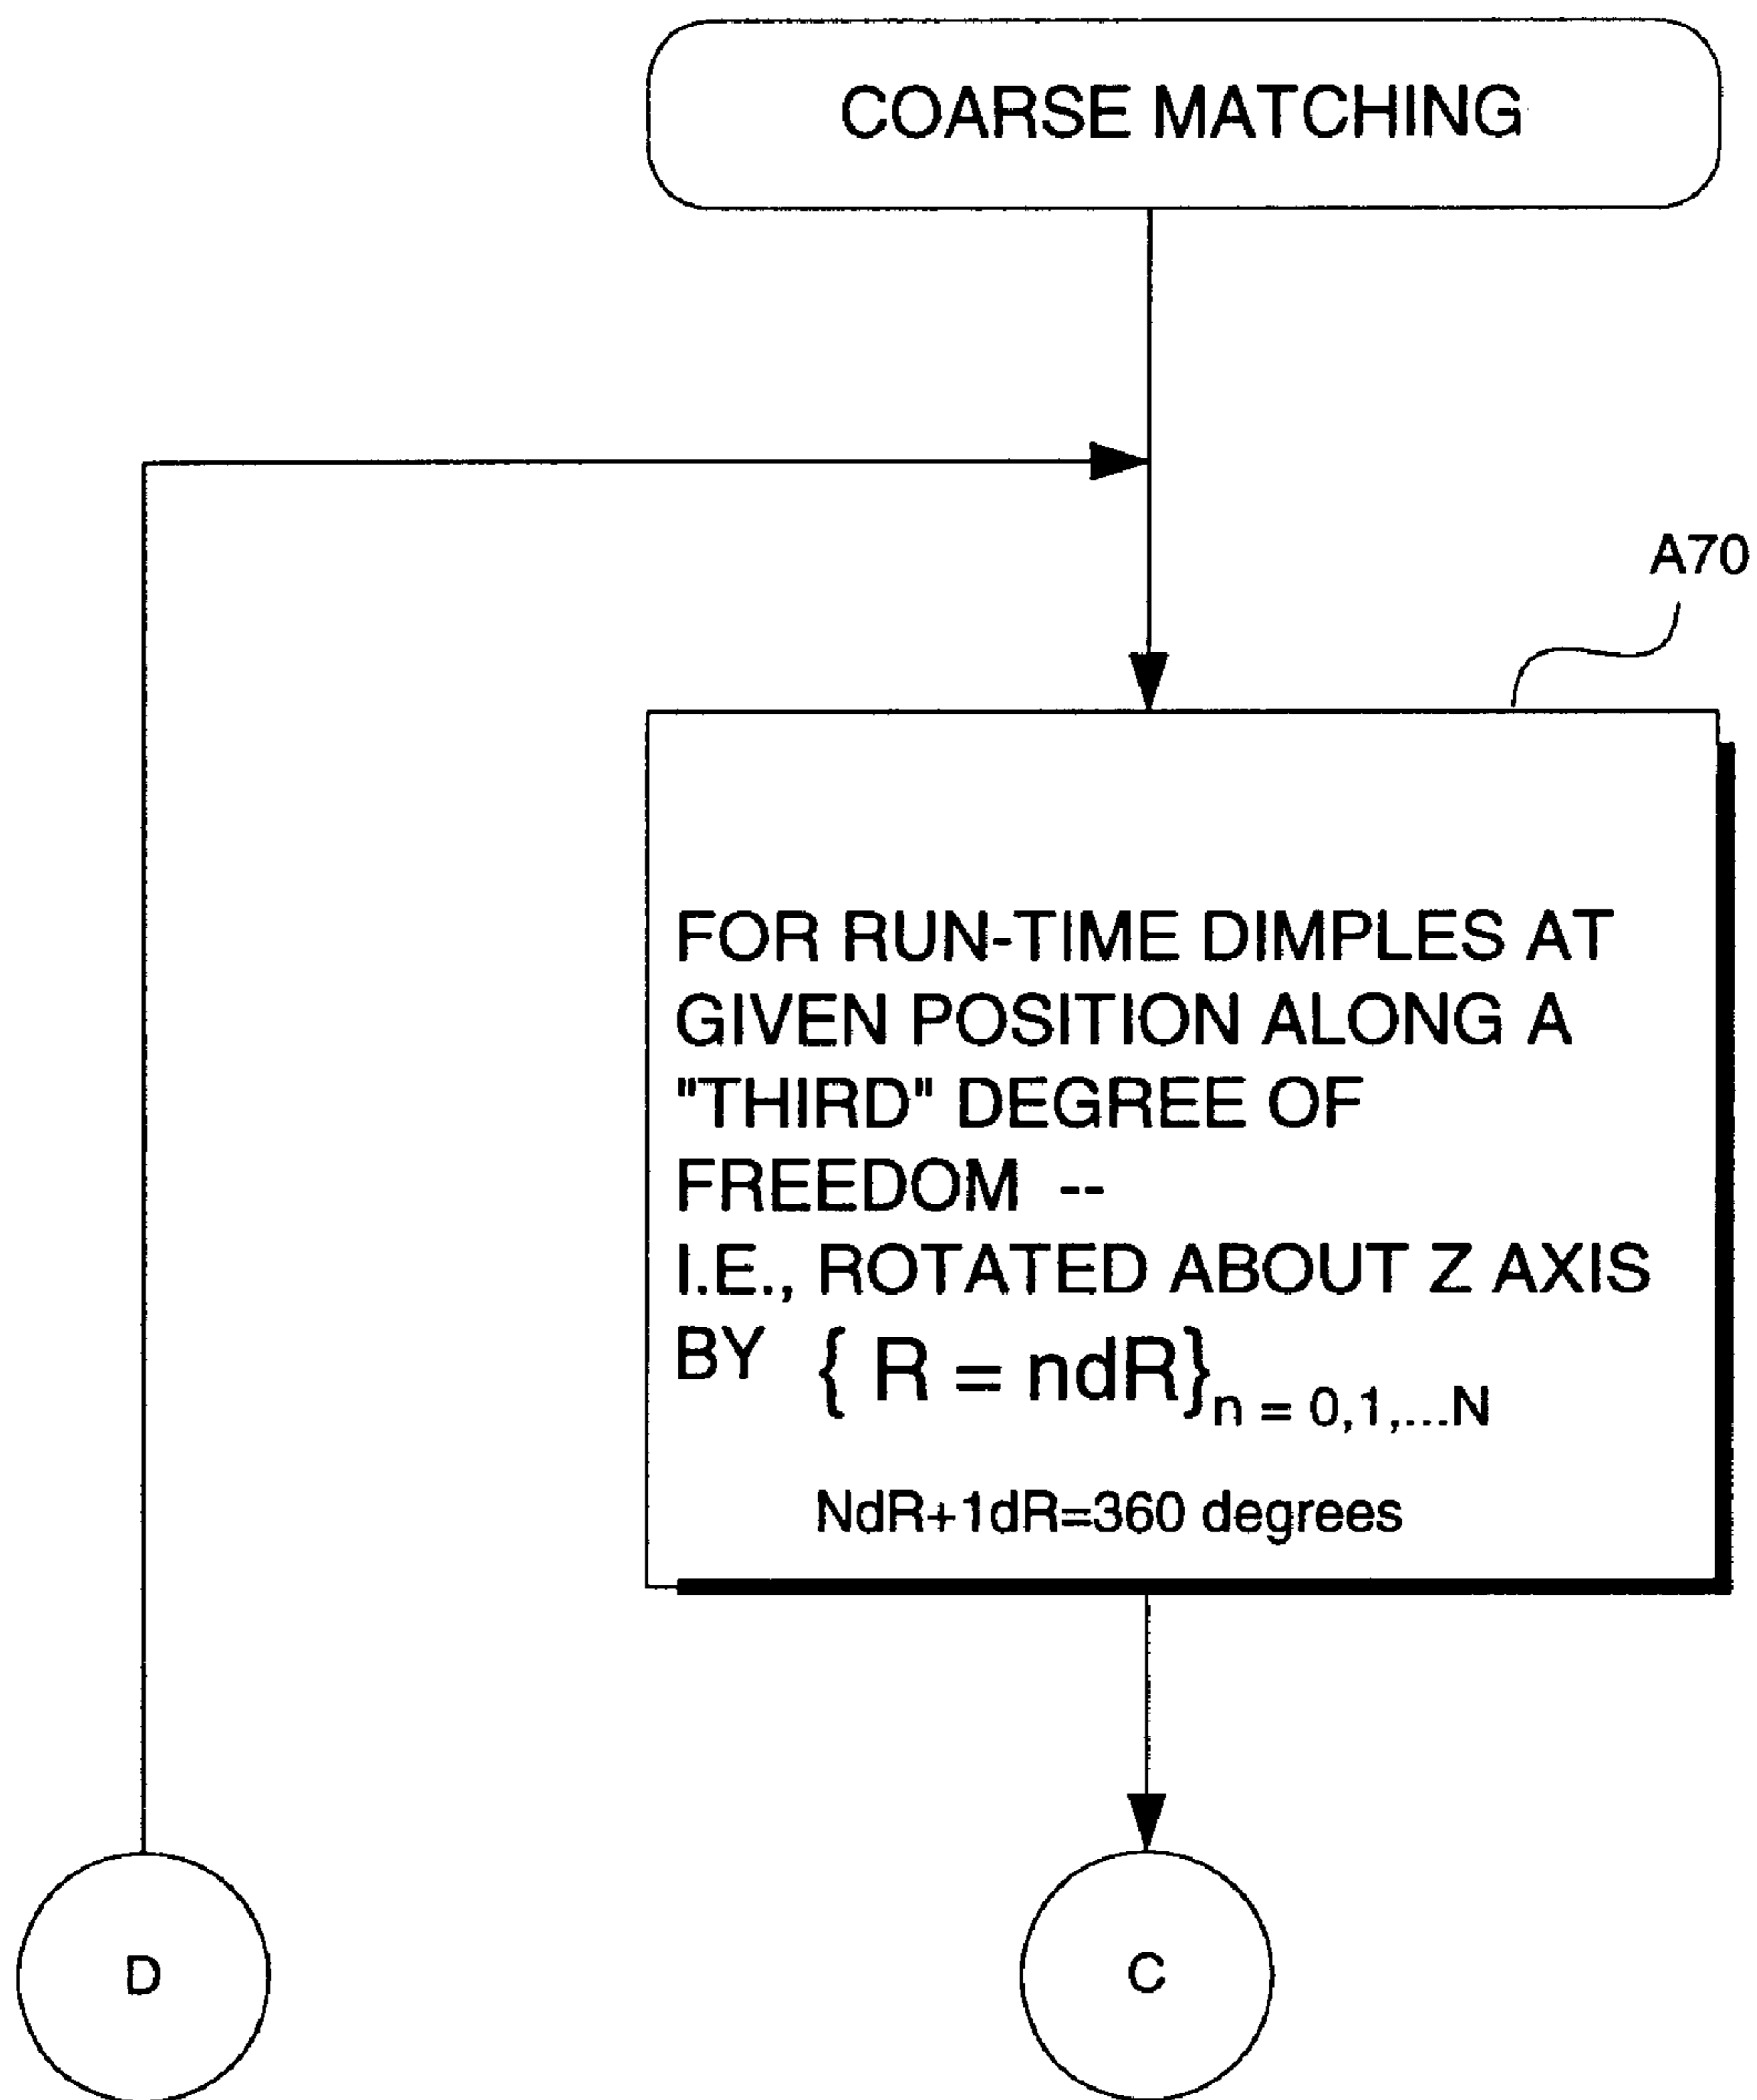 COARSE MATCHING
A70
FOR RUN-TIME DIMPLES AT
GIVEN POSITION ALONG A
"THIRD" DEGREE OF
FREEDOM --
I.E., ROTATED ABOUT Z AXIS
BY { R = ndR}n = 0,1,...N
NdR+1dR=360 degrees
D
C